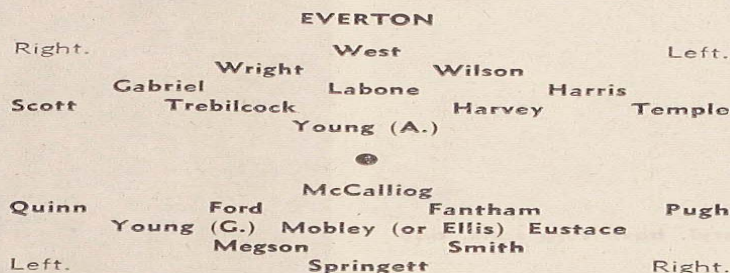 EVERTON
Right. West Left.
Wright Wilson
Gabriel Labone Harris
Scott Trebilcock Harvey Temple
Young (A.)
McCalliog
Quinn Ford Fantham Pugh
Young (G.) Mobley (or Ellis) Eustace
Megson Smith
Left. Springett Right.